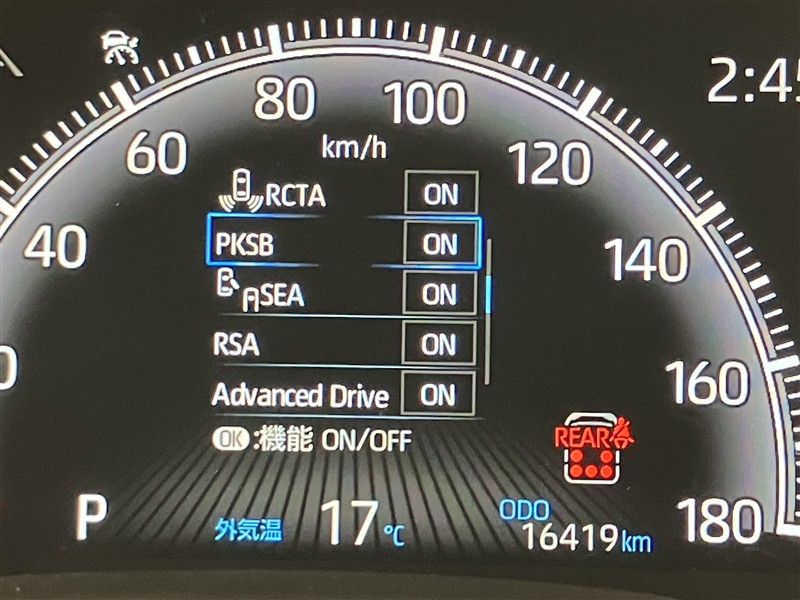 2:45
80 100
60 120
km/h
RCTA ON
PKSB ON
40 140
SEA ON
RSA ON
160
Advanced Drive ON
OK :機能 ON/OFF
REAR
P 外気温 17℃ ODO 16419km 180